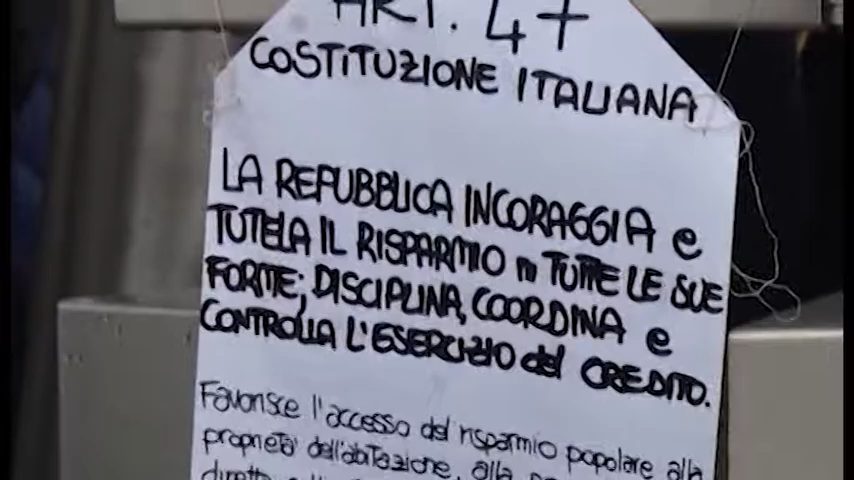 ART. 47
COSTITUZIONE ITALIANA
LA REPUBBLICA INCORAGGIA e
TUTELA IL RISPARMIO in TUTTE LE SUE
FORME; DISCIPLINA, COORDINA e
CONTROLLA L'ESERCIZIO del CREDITO.
Favorisce l'accesso del risparmio popolare alla
proprietà dell'abitazione, alla